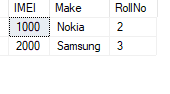 IMEI Make RollNo
1000 Nokia 2
2000 Samsung 3